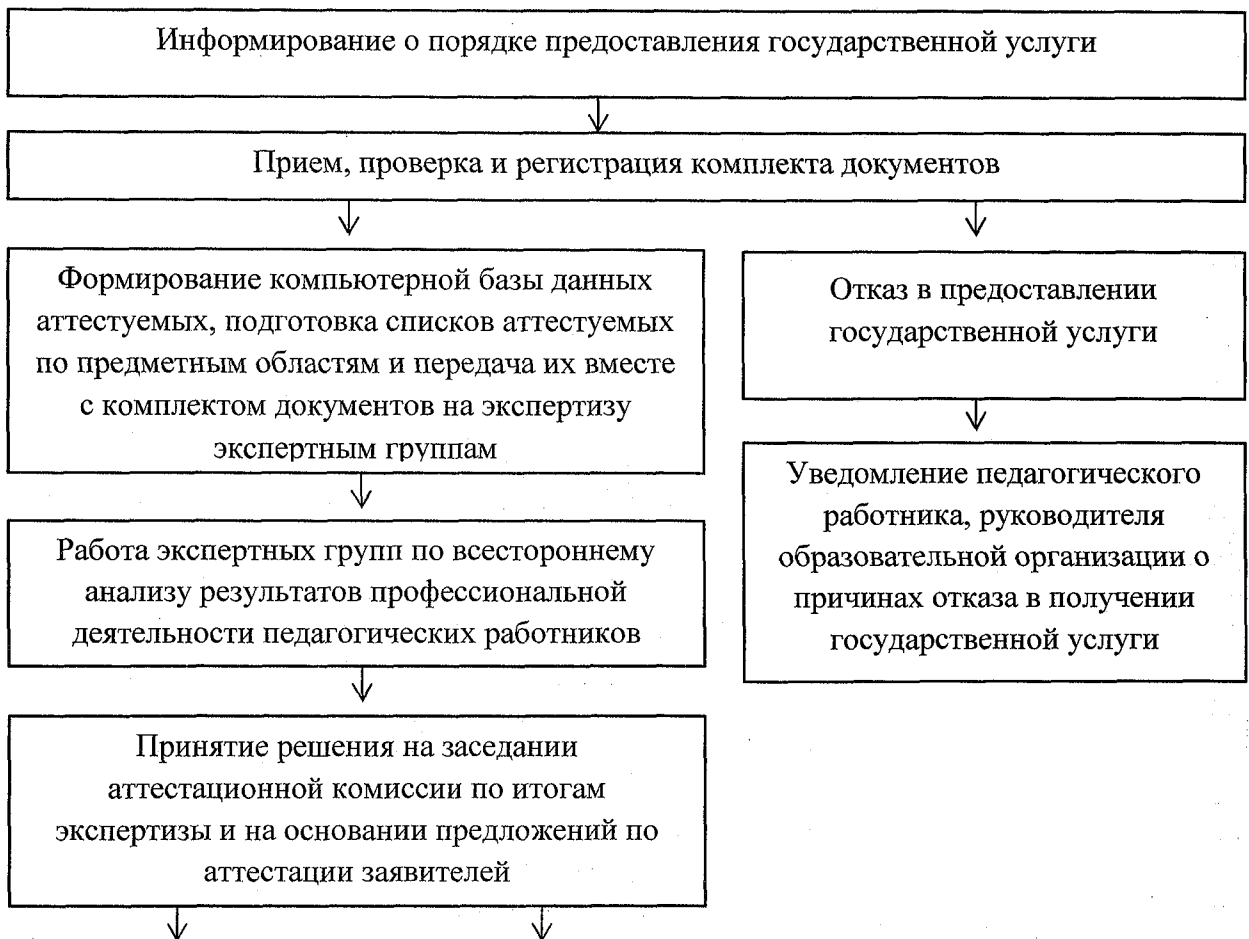 Информирование о порядке предоставления государственной услуги
Прием, проверка и регистрация комплекта документов
Формирование компьютерной базы данных
аттестуемых, подготовка списков аттестуемых
по предметным областям и передача их вместе
с комплектом документов на экспертизу
экспертным группам
Отказ в предоставлении
государственной услуги
Уведомление педагогического
работника, руководителя
образовательной организации о
причинах отказа в получении
государственной услуги
Работа экспертных групп по всестороннему
анализу результатов профессиональной
деятельности педагогических работников
Принятие решения на заседании
аттестационной комиссии по итогам
экспертизы и на основании предложений по
аттестации заявителей